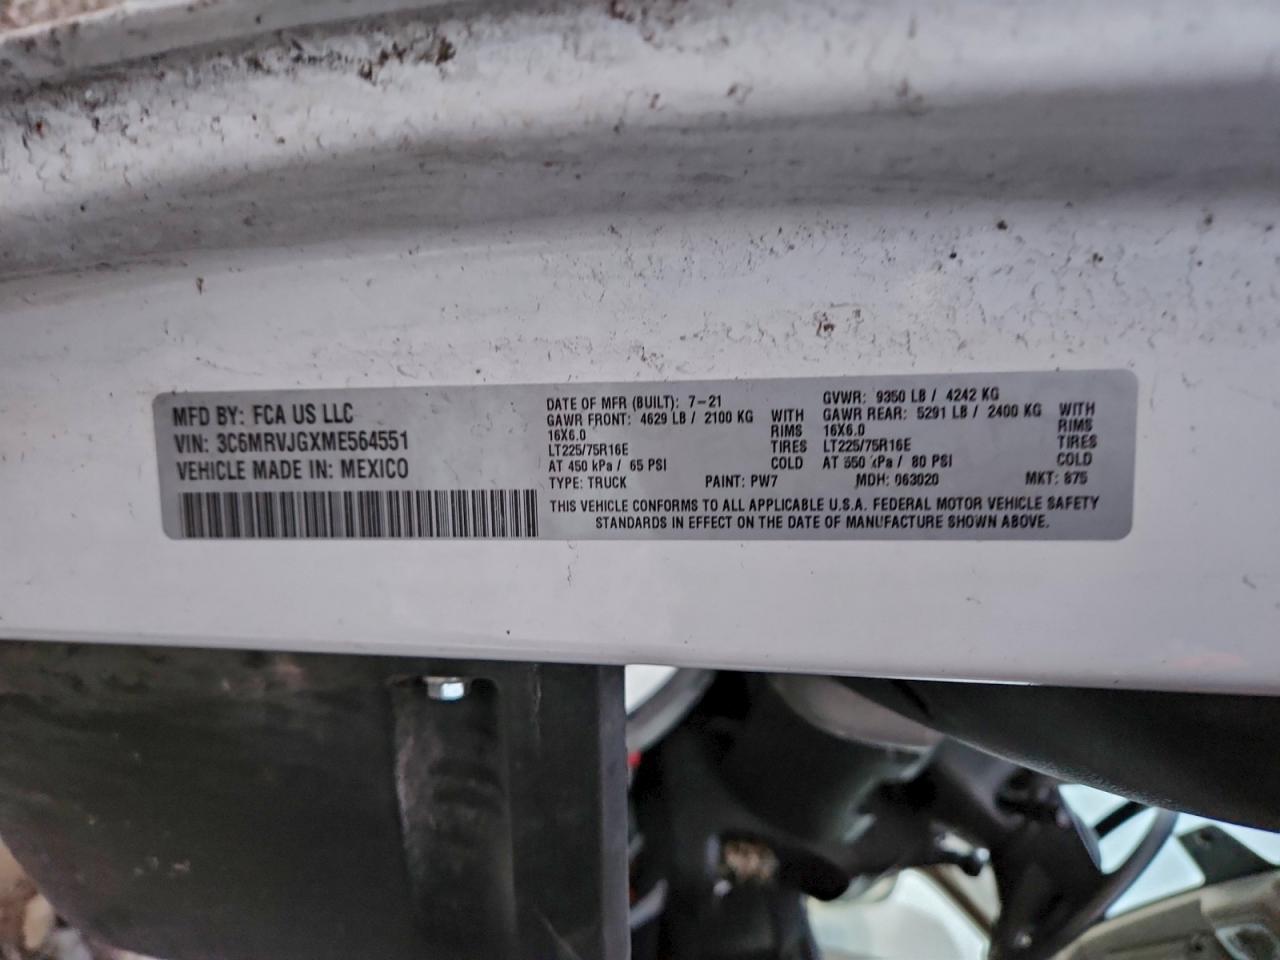 MFD BY: FCA US LLC
VIN: 3C6MRVJGXME564551
VEHICLE MADE IN: MEXICO
DATE OF MFR (BUILT): 7-21
GAWR FRONT: 4629 LB / 2100 KG WITH
16X6.0 RIMS
LT225/75R16E TIRES
AT 450 kPa / 65 PSI COLD
TYPE: TRUCK PAINT: PW7
GVWR: 9350 LB / 4242 KG
GAWR REAR: 5291 LB / 2400 KG WITH
16X6.0 RIMS
LT225/75R16E TIRES
AT 550 kPa / 80 PSI COLD
MDH: 063020 MKT: 875
THIS VEHICLE CONFORMS TO ALL APPLICABLE U.S.A. FEDERAL MOTOR VEHICLE SAFETY
STANDARDS IN EFFECT ON THE DATE OF MANUFACTURE SHOWN ABOVE.